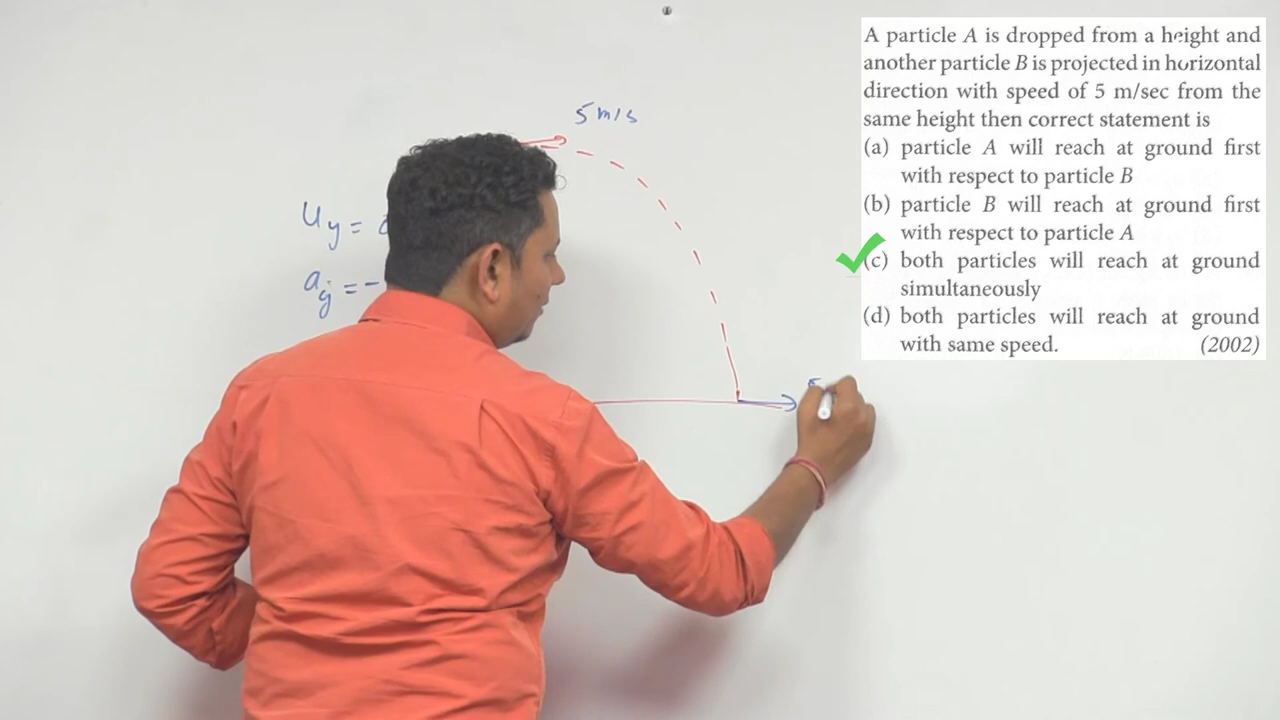 5 m/s
u_y =
a_y = -
A particle A is dropped from a height and
another particle B is projected in horizontal
direction with speed of 5 m/sec from the
same height then correct statement is
(a) particle A will reach at ground first
with respect to particle B
(b) particle B will reach at ground first
with respect to particle A
(c) both particles will reach at ground
simultaneously
(d) both particles will reach at ground
with same speed. (2002)